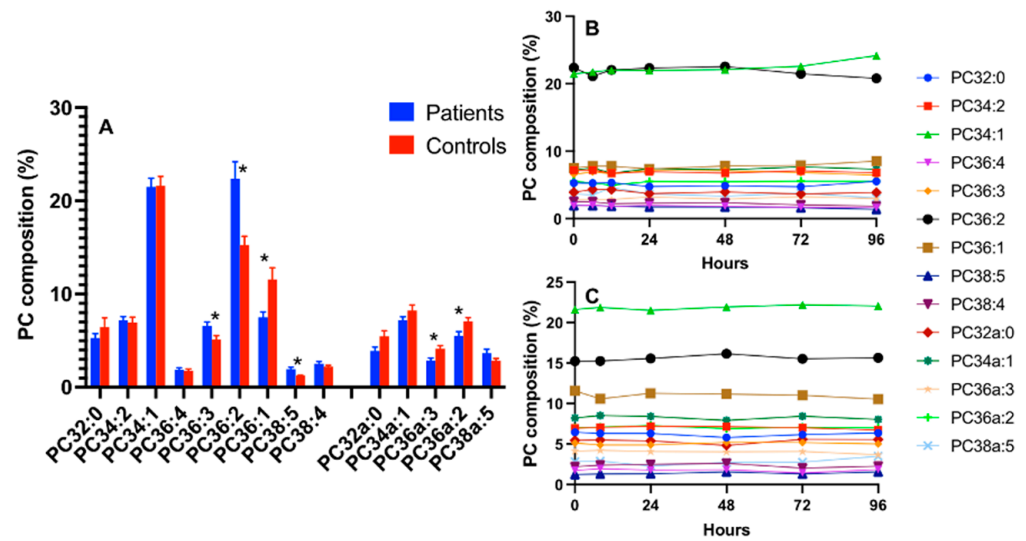 A
Patients
Controls
PC composition (%)
30
20
10
0
* * * * * *
PC32:0
PC34:2
PC34:1
PC36:4
PC36:3
PC36:2
PC36:1
PC38:5
PC38:4
PC32a:0
PC34a:1
PC36a:3
PC36a:2
PC38a:5
B
PC composition (%)
30
20
10
0
0 24 48 72 96
Hours
C
PC composition (%)
25
20
15
10
5
0
0 24 48 72 96
Hours
PC32:0
PC34:2
PC34:1
PC36:4
PC36:3
PC36:2
PC36:1
PC38:5
PC38:4
PC32a:0
PC34a:1
PC36a:3
PC36a:2
PC38a:5